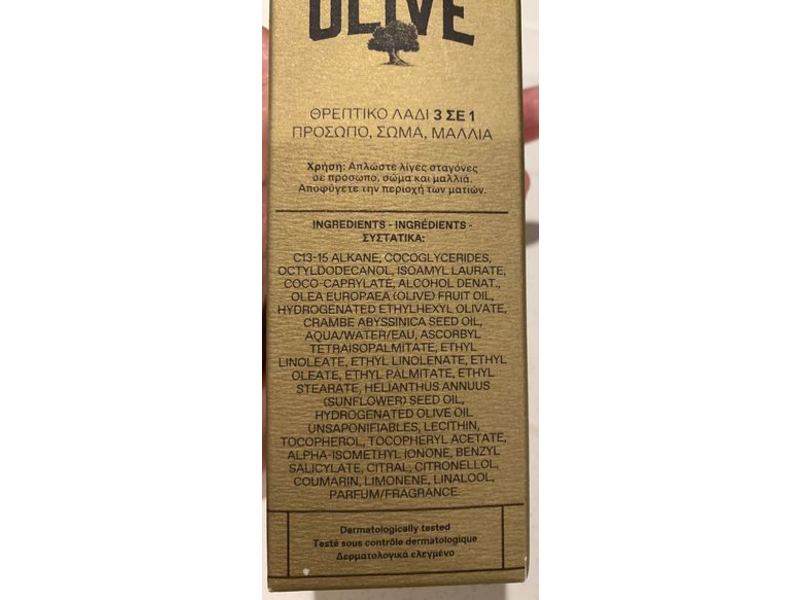 OLIVE
ΘΡΕΠΤΙΚΟ ΛΑΔΙ 3 ΣΕ 1
ΠΡΟΣΩΠΟ, ΣΩΜΑ, ΜΑΛΛΙΑ
Χρήση: Απλώστε λίγες σταγόνες
σε πρόσωπο, σώμα και μαλλιά.
Αποφύγετε την περιοχή των ματιών.
INGREDIENTS - INGRÉDIENTS -
ΣΥΣΤΑΤΙΚΑ:
C13-15 ALKANE, COCOGLYCERIDES,
OCTYLDODECANOL, ISOAMYL LAURATE,
COCO-CAPRYLATE, ALCOHOL DENAT.,
OLEA EUROPAEA (OLIVE) FRUIT OIL,
HYDROGENATED ETHYLHEXYL OLIVATE,
CRAMBE ABYSSINICA SEED OIL,
AQUA/WATER/EAU, ASCORBYL
TETRAISOPALMITATE, ETHYL
LINOLEATE, ETHYL LINOLENATE, ETHYL
OLEATE, ETHYL PALMITATE, ETHYL
STEARATE, HELIANTHUS ANNUUS
(SUNFLOWER) SEED OIL,
HYDROGENATED OLIVE OIL
UNSAPONIFIABLES, LECITHIN,
TOCOPHEROL, TOCOPHERYL ACETATE,
ALPHA-ISOMETHYL IONONE, BENZYL
SALICYLATE, CITRAL, CITRONELLOL,
COUMARIN, LIMONENE, LINALOOL,
PARFUM/FRAGRANCE.
Dermatologically tested
Testé sous contrôle dermatologique
Δερματολογικά ελεγμένο